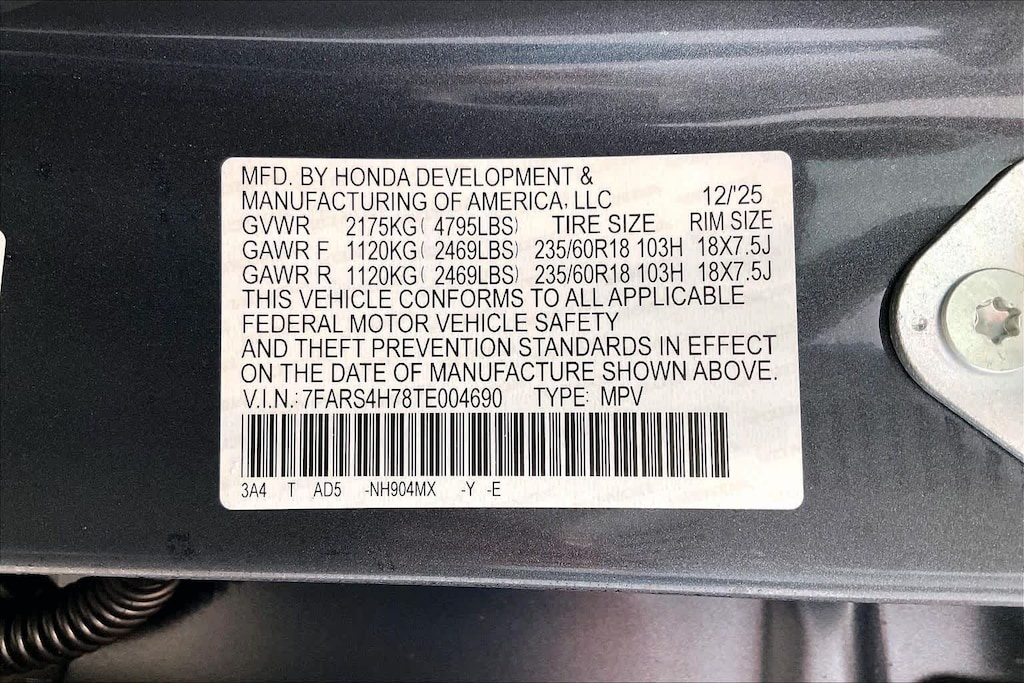 MFD. BY HONDA DEVELOPMENT &
MANUFACTURING OF AMERICA, LLC 12/'25
GVWR 2175KG( 4795LBS) TIRE SIZE RIM SIZE
GAWR F 1120KG( 2469LBS) 235/60R18 103H 18X7.5J
GAWR R 1120KG( 2469LBS) 235/60R18 103H 18X7.5J
THIS VEHICLE CONFORMS TO ALL APPLICABLE
FEDERAL MOTOR VEHICLE SAFETY
AND THEFT PREVENTION STANDARDS IN EFFECT
ON THE DATE OF MANUFACTURE SHOWN ABOVE.
V.I.N.: 7FARS4H78TE004690 TYPE: MPV
3A4 T AD5 -NH904MX -Y -E